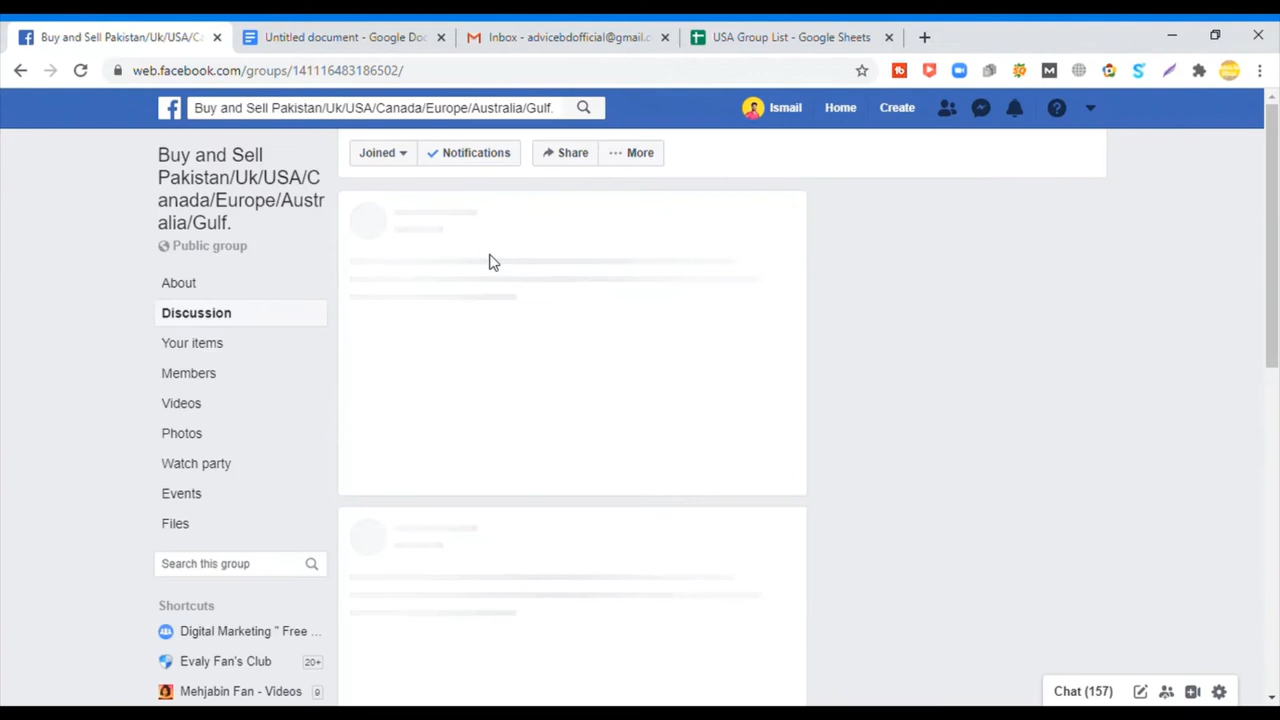 Buy and Sell Pakistan/Uk/USA/Ca
Untitled document - Google Doc
Inbox - advicebdofficial@gmail.c
USA Group List - Google Sheets
web.facebook.com/groups/141116483186502/
Buy and Sell Pakistan/Uk/USA/Canada/Europe/Australia/Gulf.
Ismail
Home
Create
Buy and Sell
Pakistan/Uk/USA/C
anada/Europe/Austr
alia/Gulf.
Public group
Joined
Notifications
Share
More
About
Discussion
Your items
Members
Videos
Photos
Watch party
Events
Files
Search this group
Shortcuts
Digital Marketing " Free ...
Evaly Fan's Club 20+
Mehjabin Fan - Videos 9
Chat (157)